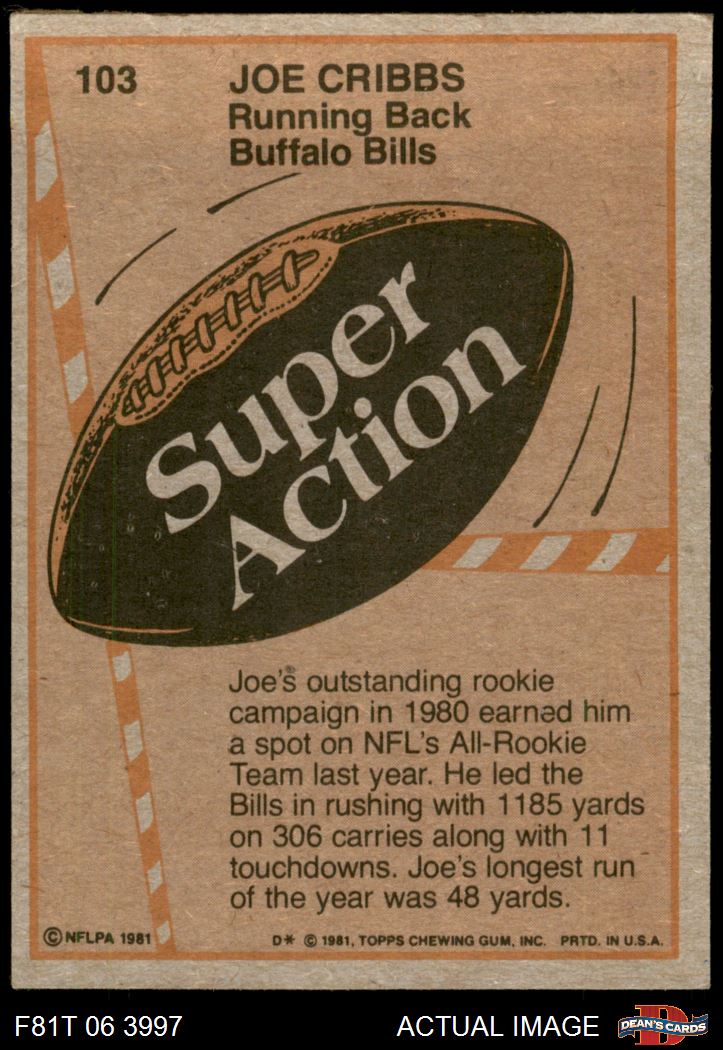 103
JOE CRIBBS
Running Back
Buffalo Bills
Super
Action
Joe's outstanding rookie
campaign in 1980 earned him
a spot on NFL's All-Rookie
Team last year. He led the
Bills in rushing with 1185 yards
on 306 carries along with 11
touchdowns. Joe's longest run
of the year was 48 yards.
© NFLPA 1981
D* © 1981, TOPPS CHEWING GUM, INC. PRTD. IN U.S.A.
F81T 06 3997
ACTUAL IMAGE
D
DEAN'S CARDS